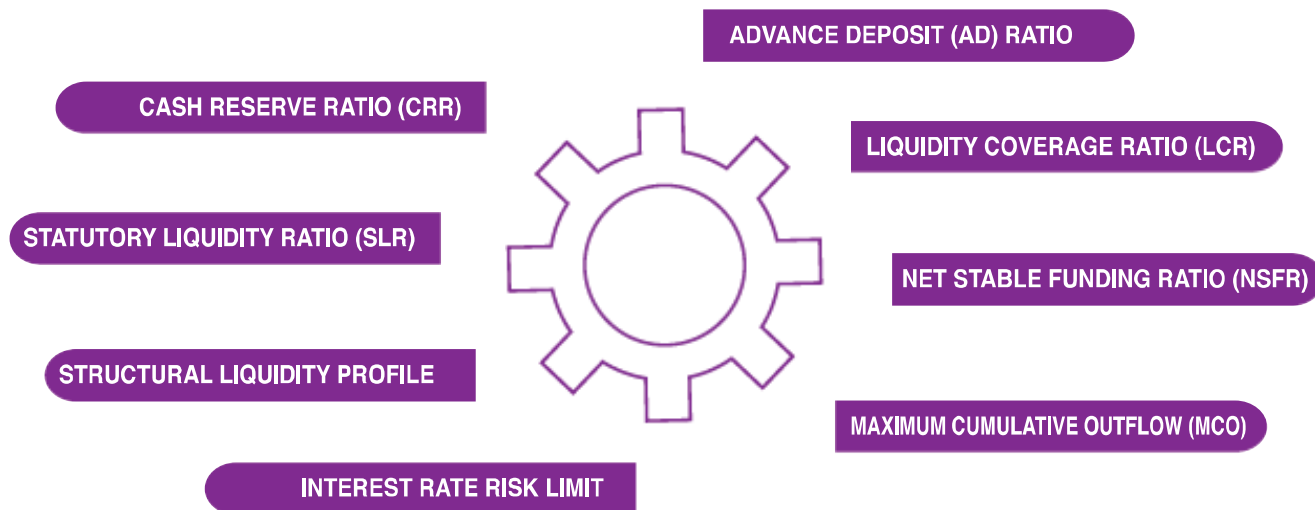 ADVANCE DEPOSIT (AD) RATIO
CASH RESERVE RATIO (CRR)
LIQUIDITY COVERAGE RATIO (LCR)
STATUTORY LIQUIDITY RATIO (SLR)
NET STABLE FUNDING RATIO (NSFR)
STRUCTURAL LIQUIDITY PROFILE
MAXIMUM CUMULATIVE OUTFLOW (MCO)
INTEREST RATE RISK LIMIT